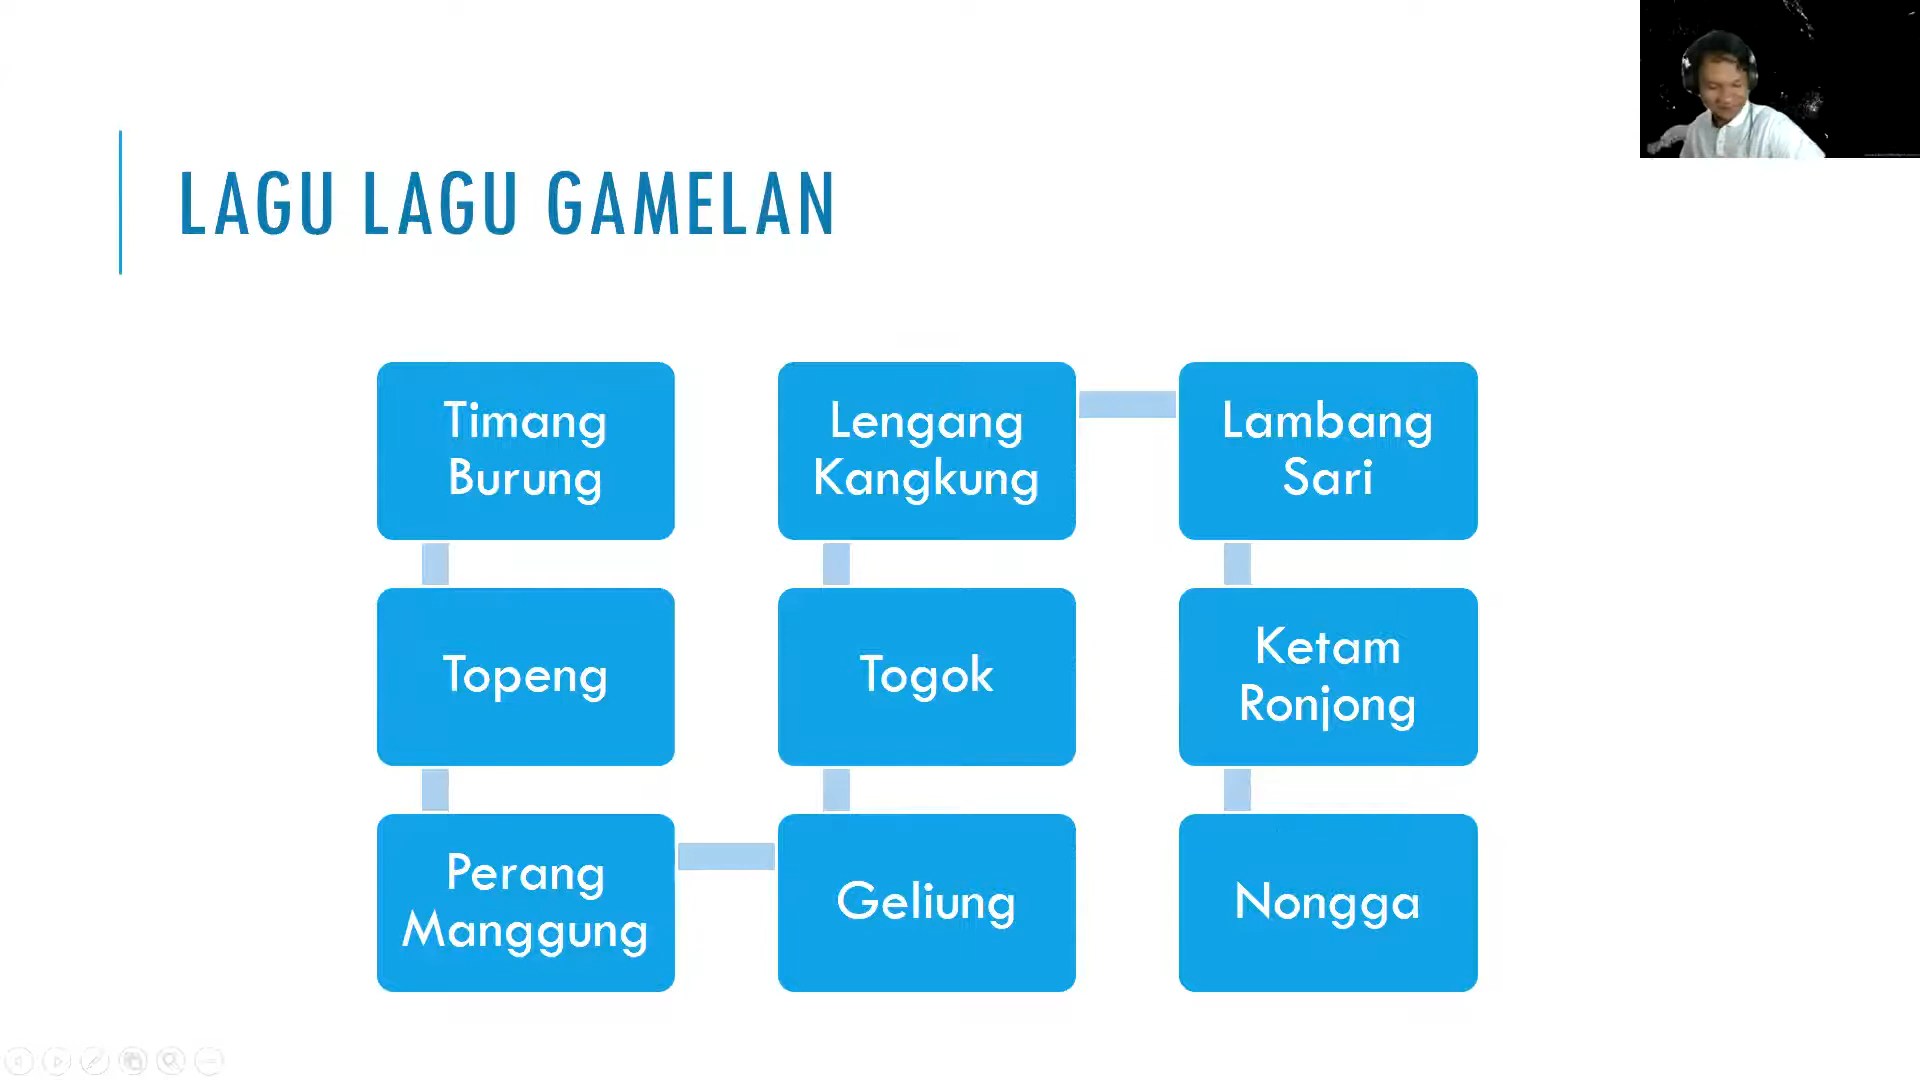 LAGU LAGU GAMELAN
Timang
Burung
Topeng
Perang
Manggung
Geliung
Togok
Lengang
Kangkung
Lambang
Sari
Ketam
Ronjong
Nongga